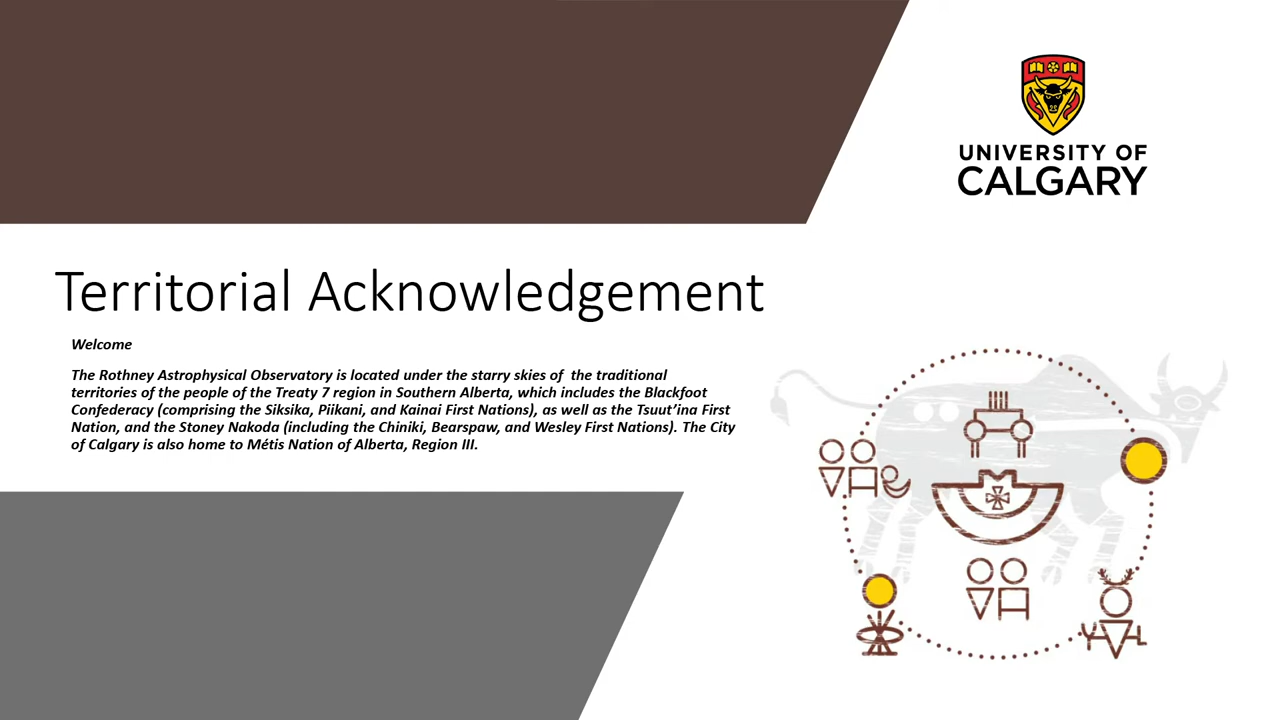 UNIVERSITY OF
CALGARY
Territorial Acknowledgement
Welcome
The Rothney Astrophysical Observatory is located under the starry skies of the traditional
territories of the people of the Treaty 7 region in Southern Alberta, which includes the Blackfoot
Confederacy (comprising the Siksika, Piikani, and Kainai First Nations), as well as the Tsuut’ina First
Nation, and the Stoney Nakoda (including the Chiniki, Bearspaw, and Wesley First Nations). The City
of Calgary is also home to Métis Nation of Alberta, Region III.